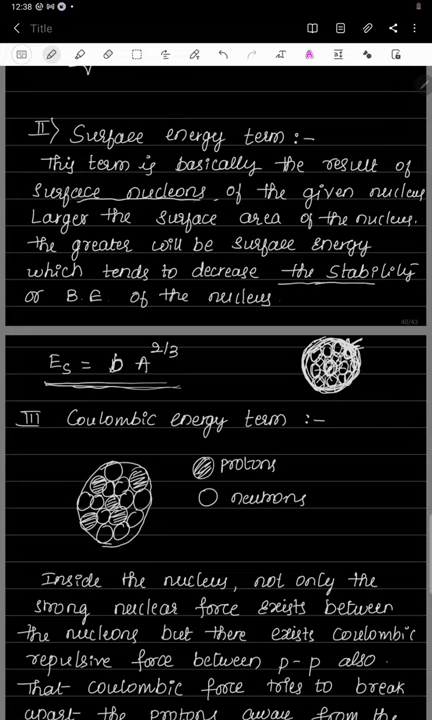 12:38
Title
II> Surface energy term :-
This term is basically the result of
surface nucleons of the given nucleus
Larger the surface area of the nucleus.
the greater will be surface energy
which tends to decrease the stability
or B.E. of the nucleus.
40/43
Es = b A^2/3
III Coulombic energy term :-
protons
neutrons
Inside the nucleus, not only the
strong nuclear force exists between
the nucleons but there exists coulombic
repulsive force between p-p also.
That coulombic force tries to break
apart the protons away from the